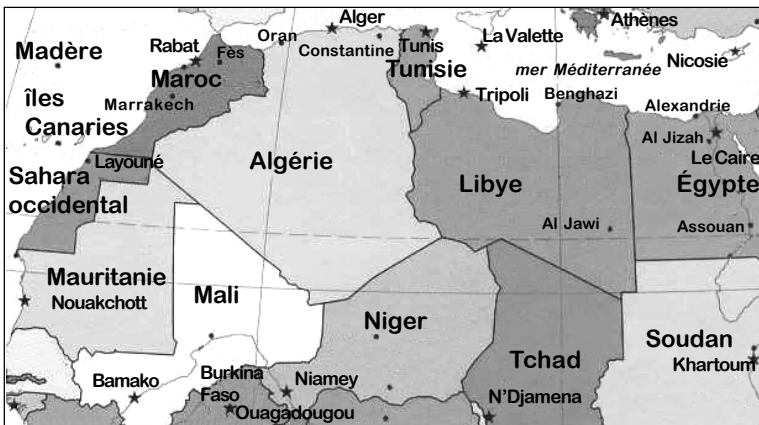 Alger
Athènes
Oran
La Valette
Madère
Rabat
Fès
Constantine
Tunis
Nicosie
Maroc
Tunisie
mer Méditerranée
îles
Canaries
Marrakech
Tripoli
Benghazi
Alexandrie
Al Jizah
Le Caire
Layouné
Algérie
Libye
Égypte
Sahara
occidental
Al Jawi
Assouan
Mauritanie
Nouakchott
Mali
Niger
Soudan
Tchad
Khartoum
Bamako
Burkina
Faso
Niamey
N'Djamena
Ouagadougou